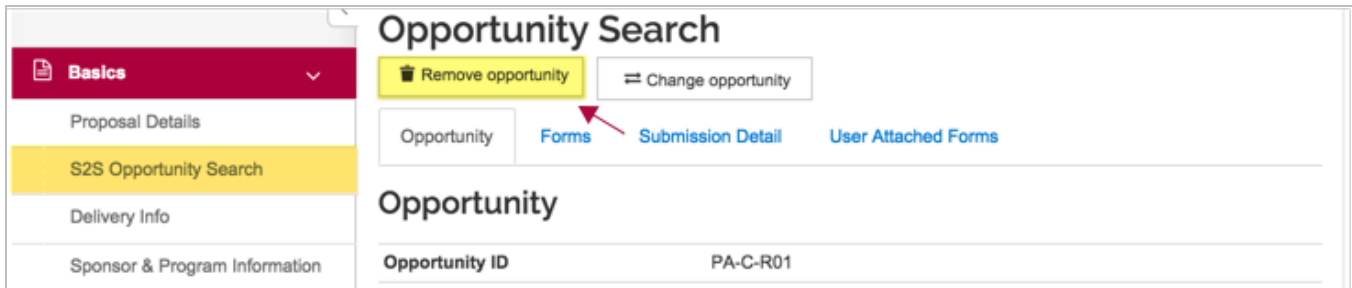 Opportunity Search
Basics
Remove opportunity
Change opportunity
Proposal Details
Opportunity
Forms
Submission Detail
User Attached Forms
S2S Opportunity Search
Delivery Info
Opportunity
Sponsor & Program Information
Opportunity ID PA-C-R01